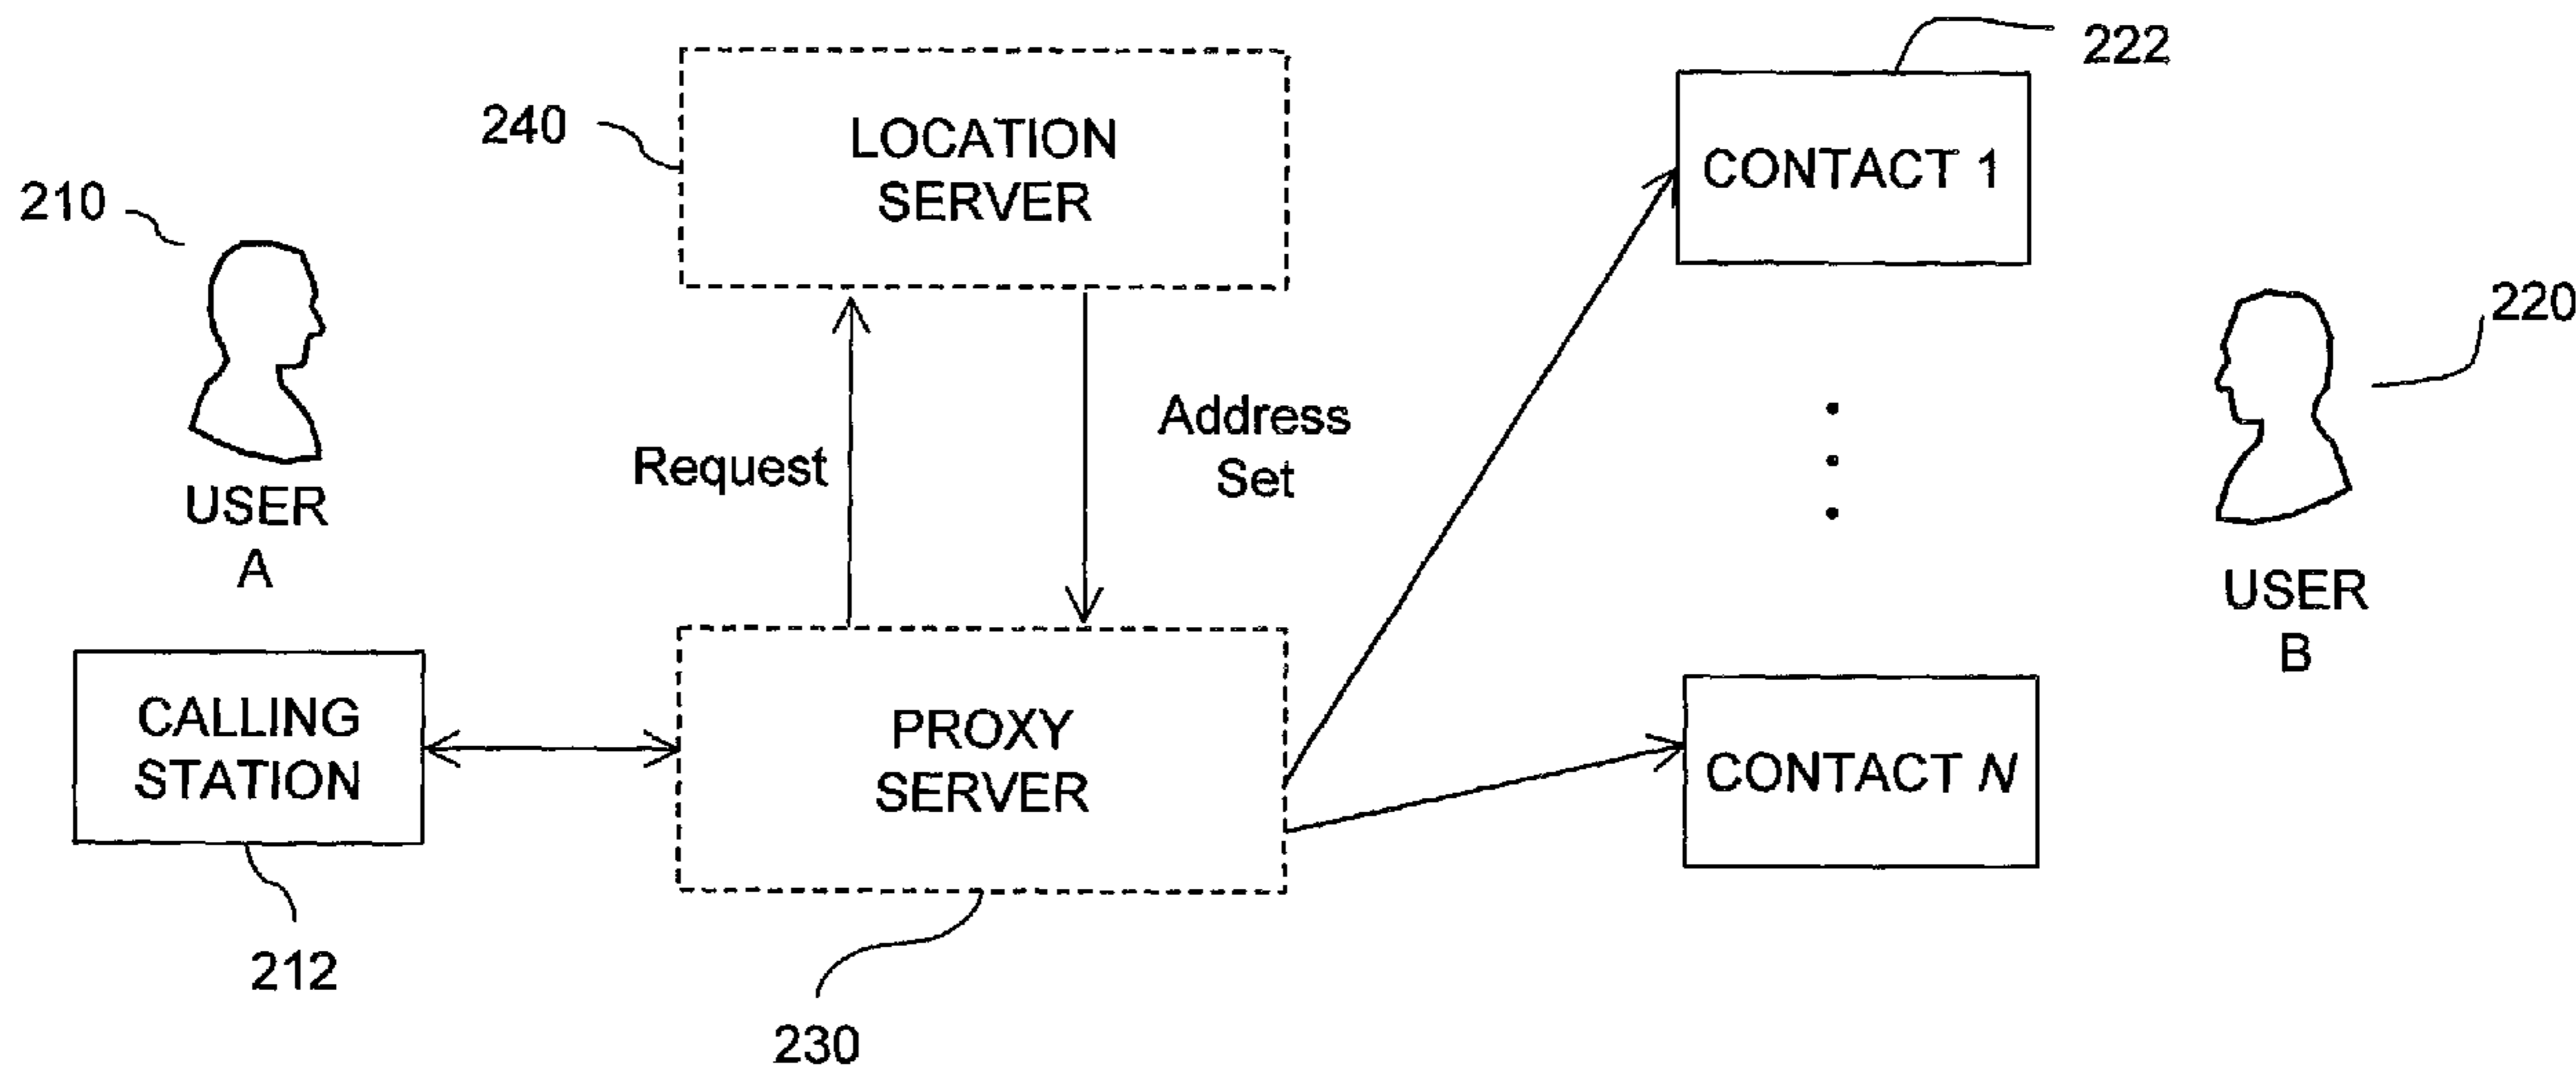 222
240
LOCATION
SERVER
CONTACT 1
210
220
Address
Set
Request
USER
A
USER
B
CALLING
STATION
PROXY
SERVER
CONTACT N
212
230